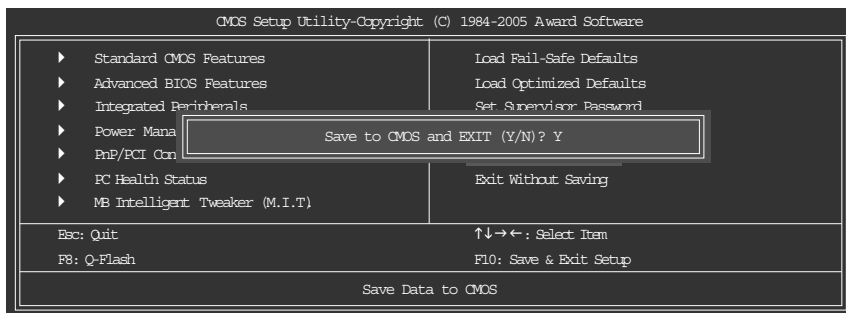 CMOS Setup Utility-Copyright (C) 1984-2005 Award Software
Standard CMOS Features
Advanced BIOS Features
Integrated Peripherals
Power Mana
PnP/PCI Con
PC Health Status
MB Intelligent Tweaker (M.I.T)
Load Fail-Safe Defaults
Load Optimized Defaults
Set Supervisor Password
Exit Without Saving
Save to CMOS and EXIT (Y/N)? Y
Esc: Quit
↑↓→←: Select Item
F8: Q-Flash
F10: Save & Exit Setup
Save Data to CMOS